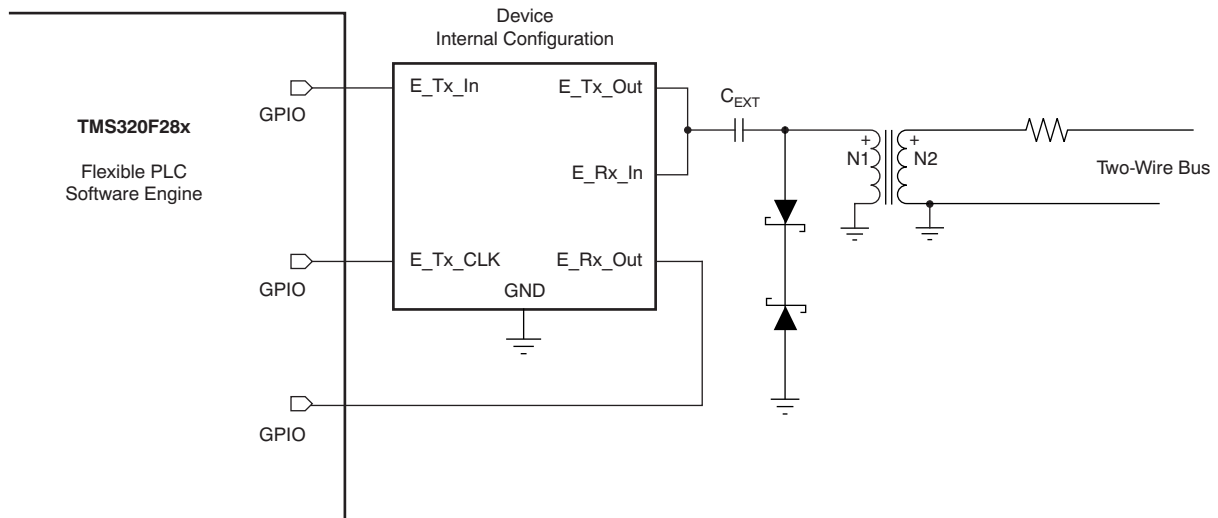 Device
Internal Configuration
TMS320F28x
Flexible PLC
Software Engine
GPIO
E_Tx_In
E_Tx_Out
C_EXT
E_Rx_In
+
N1
+
N2
Two-Wire Bus
GPIO
E_Tx_CLK
E_Rx_Out
GND
GPIO